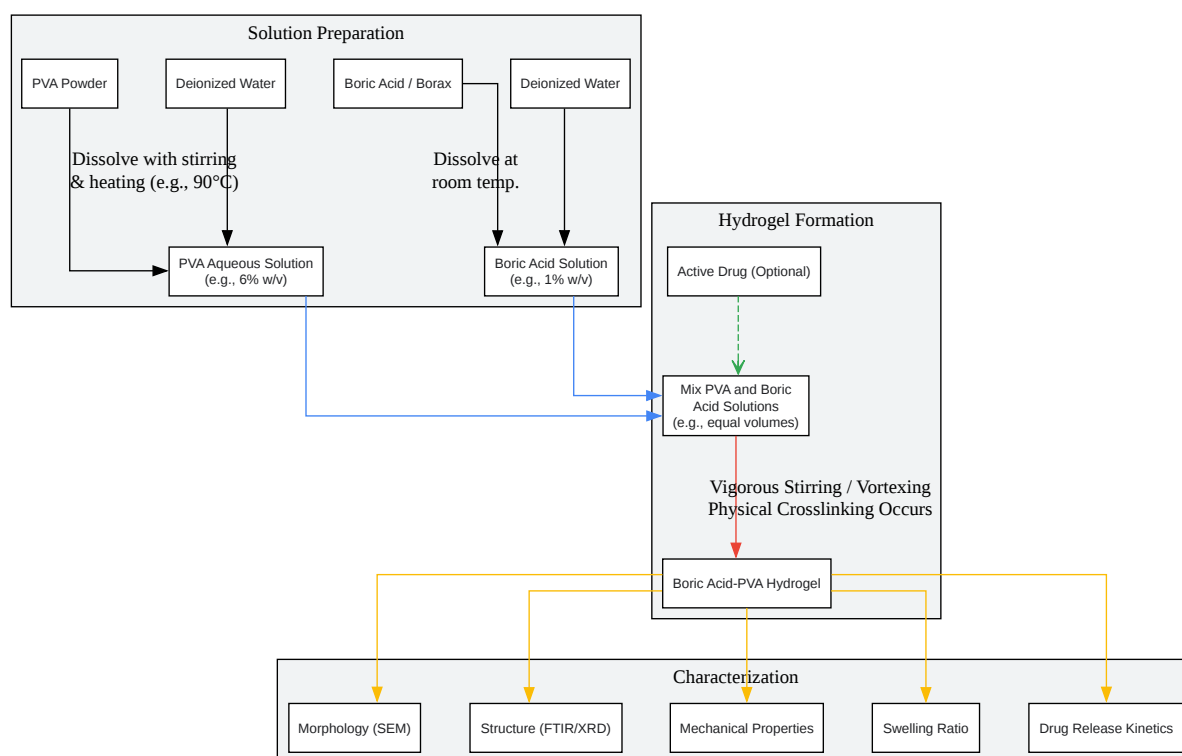 Solution Preparation
PVA Powder
Deionized Water
Boric Acid / Borax
Deionized Water
Dissolve with stirring
& heating (e.g., 90°C)
Dissolve at
room temp.
PVA Aqueous Solution
(e.g., 6% w/v)
Boric Acid Solution
(e.g., 1% w/v)
Hydrogel Formation
Active Drug (Optional)
Mix PVA and Boric
Acid Solutions
(e.g., equal volumes)
Vigorous Stirring / Vortexing
Physical Crosslinking Occurs
Boric Acid-PVA Hydrogel
Characterization
Morphology (SEM)
Structure (FTIR/XRD)
Mechanical Properties
Swelling Ratio
Drug Release Kinetics